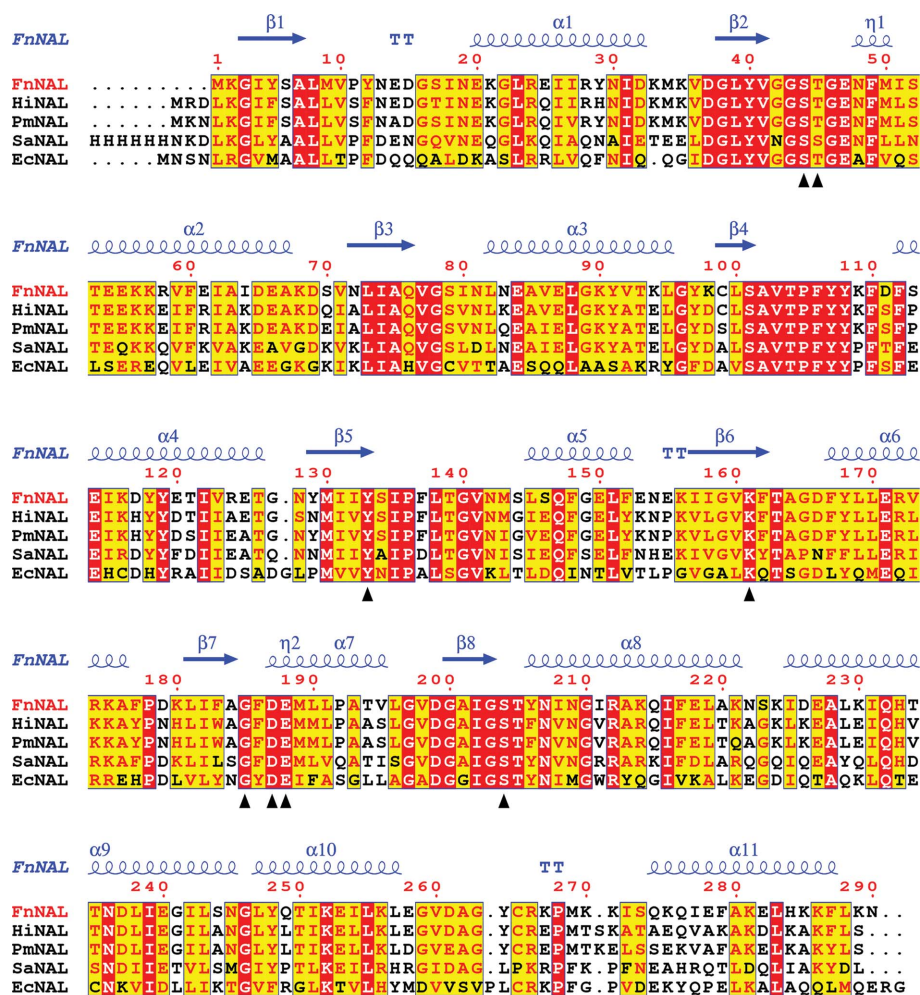 FnNAL β1 TT α1 β2 η1
1 10 20 30 40 50
FnNAL .........MKGIYSALMVPYNEDGSINEKGLREIIRYNIDKMKVDGLYVGGSTGENFMIS
HiNAL ......MRDLKGIFSALLVSFNADGTINEKGLRQIIRHNIDKMKVDGLYVGGSTGENFMLS
PmNAL ......MKNLKGIFSALLVSFNEDGSINEKGLRQIVRYNIDKMKVDGLYVGGSTGENFMLS
SaNAL HHHHHHNKDLKGLYAALLVPFDENGQVNEQGLKQIAQNAIETEELDGLYVNGSSGENFLLN
EcNAL .....MNSNLRGVMAALLTPFDQQQALDKASLRRLVQFNIQ.QGIDGLYVGGSTGEAFVQS
FnNAL α2 β3 α3 β4
60 70 80 90 100 110
FnNAL TEEKKRVFEIAIDEAKDSVNLIAQVGSINLNEAVELGKYVTKLGYKCLSAVTPFYYKFDFS
HiNAL TEEKKEIFRIAKDEAKDQIALIAQVGSVNLKEAVELGKYATELGYDCLSAVTPFYYKFSFP
PmNAL TEEKKEIFRIAKDEAKDEIALIAQVGSVNLQEAIELGKYATELGYDSLSAVTPFYYKFSFP
SaNAL TEQKKQVFKVAKEAVGDKVKLIAQVGSLDLNEAIELGKYATELGYDALSAVTPFYYPFTFE
EcNAL LSEREQVLEIVAEEGKGKIKLIAHVGCVTTAESQQLAASAKRYGFDAVSAVTPFYYPFSFE
FnNAL α4 β5 α5 TT β6 α6
120 130 140 150 160 170
FnNAL EIKDYYETIVRETG.NYMIIYSIPFLTGVNMSLSQFGELFENEKIIGVKFTAGDFYLLERV
HiNAL EIKHYYDTIIAETG.SNMIVYSIPFLTGVNMGIEQFGELYKNPKVLGVKFTAGDFYLLERL
PmNAL EIKHYYDSIIEATG.NYMIVYSIPFLTGVNIGVEQFGELYKNPKVLGVKFTAGDFYLLERL
SaNAL EIRDYYFDIIEATQ.NNMIIYAIPDLTGVNISIEQFSELFNHEKIVGVKYTAPNFFLLERI
EcNAL EHCDHYRAIIDSADGLPMVVYNIPALSGVKLTLDQINTLVTLPGVGALKQTSGDLYQMEQI
FnNAL β7 η2 α7 β8 α8
180 190 200 210 220 230
FnNAL RKAFPDKLIFAGFDEMLLPATVLGVDGAIGSTYNINGIRAKQIFELAKNSKIDEALKIQHT
HiNAL KKAYPNHLIWAGFDEMMLPAASLGVDGAIGSTFNVNGVRARQIFELTKAGKLKEALEIQHV
PmNAL KKAYPNHLIWAGFDEMMLPAASLGVDGAIGSTFNVNGVRARQIFELTQAGKLKEALEIQHV
SaNAL RKAFPDKLILSGFDEMLVQATISGVDGAIGSTYNVNGRRARKIFDLARQGQIQEAYQLQHD
EcNAL RREHPDLVLYNGYDEIFASGLLAGADGGIGSTYNIMGWRYQGIVKALKEGDIQTAQKLQTE
FnNAL α9 α10 TT α11
240 250 260 270 280 290
FnNAL TNDLIEGILSNGLYQTIKEILKLEGVDAG.YCRKPMK.KISQKQIEFAKELHKKFLKN..
HiNAL TNDLIEGILANGLYLTIKELLKLEGVDAG.YCREPMTSKATAEQVAKAKDLKAKFLS...
PmNAL TNDLIEGILANGLYLTIKELLKLDGVEAG.YCREPMTKELSSEKVAFAKELKAKYLS...
SaNAL SNDIIETVLSMGIYPTLKEILRHRGIDAG.LPKRPFK.PFNEAHRQTLDQLIAKYDL...
EcNAL CNKVIDLLIKTGVFRGLKTVLHYMDVVSVPLCRKPFG.PVDEKYQPELKALAQQLMQERG